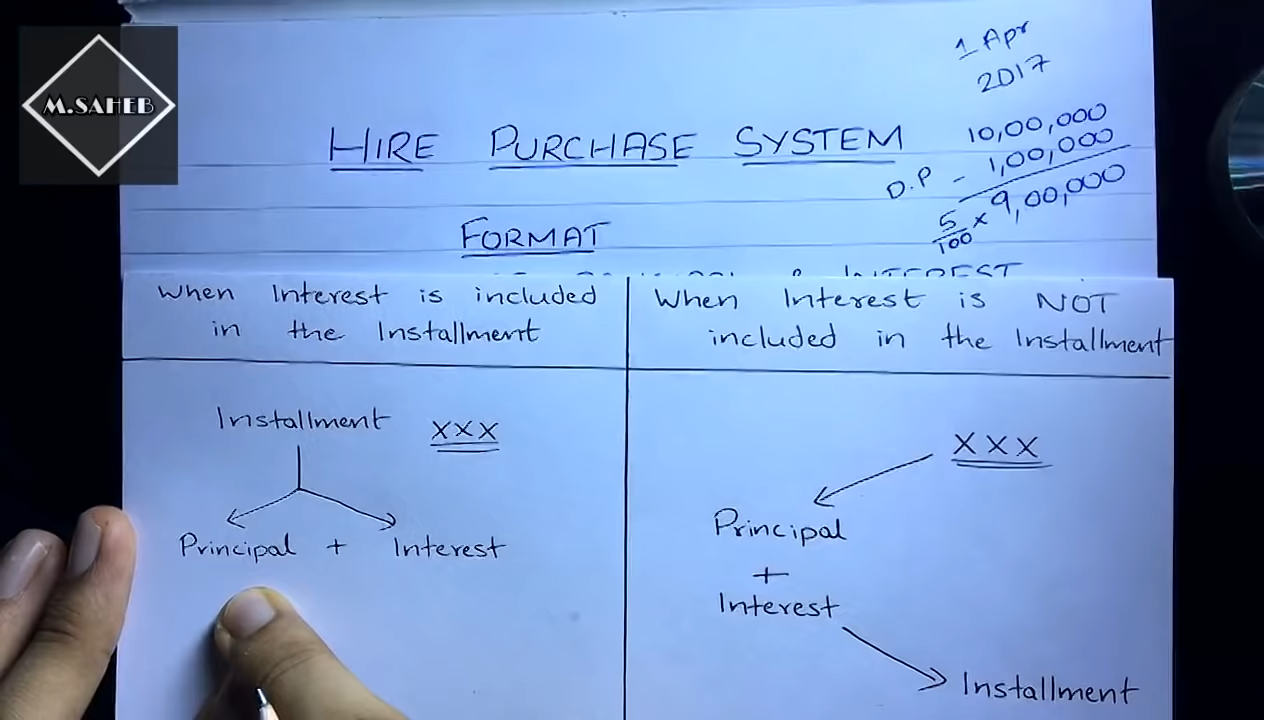 M.SAHEB
1 Apr
2017
HIRE PURCHASE SYSTEM
10,00,000
D.P - 1,00,000
5/100 × 9,00,000
FORMAT
& INTEREST
When Interest is included
in the Installment
When Interest is NOT
included in the Installment
Installment XXX
Principal + Interest
XXX
Principal
+
Interest
Installment